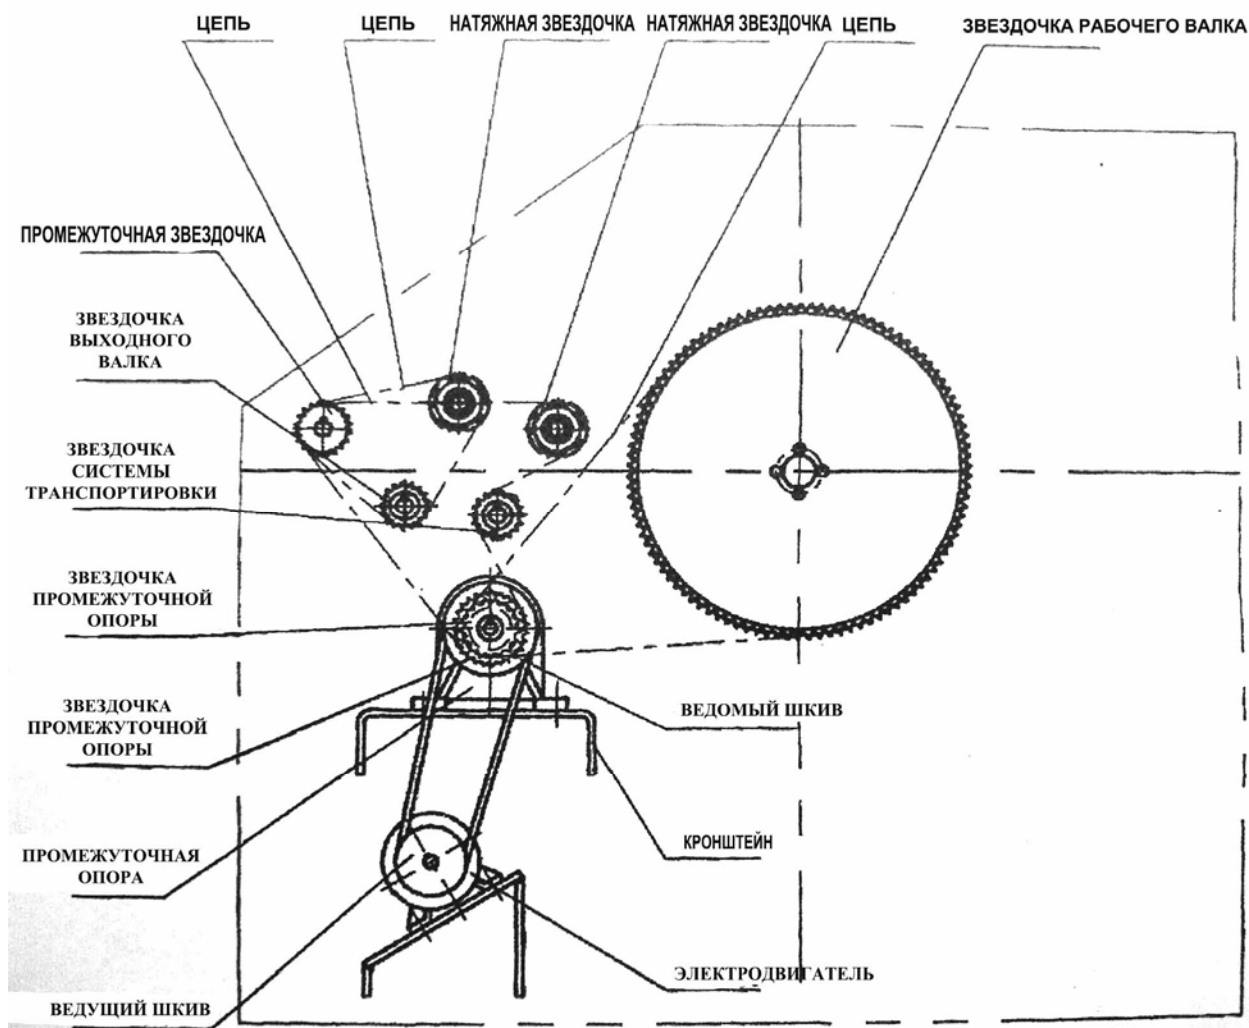 ЦЕПЬ
ЦЕПЬ
НАТЯЖНАЯ ЗВЕЗДОЧКА
НАТЯЖНАЯ ЗВЕЗДОЧКА
ЦЕПЬ
ЗВЕЗДОЧКА РАБОЧЕГО ВАЛКА
ПРОМЕЖУТОЧНАЯ ЗВЕЗДОЧКА
ЗВЕЗДОЧКА
ВЫХОДНОГО
ВАЛКА
ЗВЕЗДОЧКА
СИСТЕМЫ
ТРАНСПОРТИРОВКИ
ЗВЕЗДОЧКА
ПРОМЕЖУТОЧНОЙ
ОПОРЫ
ЗВЕЗДОЧКА
ПРОМЕЖУТОЧНОЙ
ОПОРЫ
ВЕДОМЫЙ ШКИВ
КРОНШТЕЙН
ПРОМЕЖУТОЧНАЯ
ОПОРА
ЭЛЕКТРОДВИГАТЕЛЬ
ВЕДУЩИЙ ШКИВ